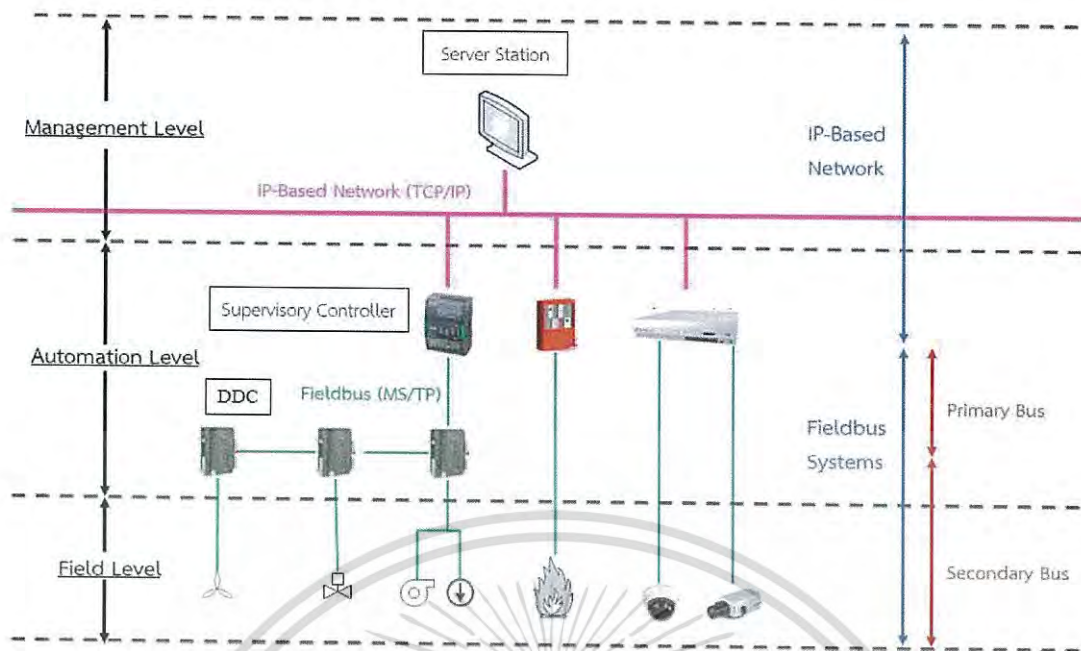 Server Station
Management Level
IP-Based
Network
IP-Based Network (TCP/IP)
Supervisory Controller
Automation Level
DDC
Fieldbus (MS/TP)
Primary Bus
Fieldbus
Systems
Field Level
Secondary Bus